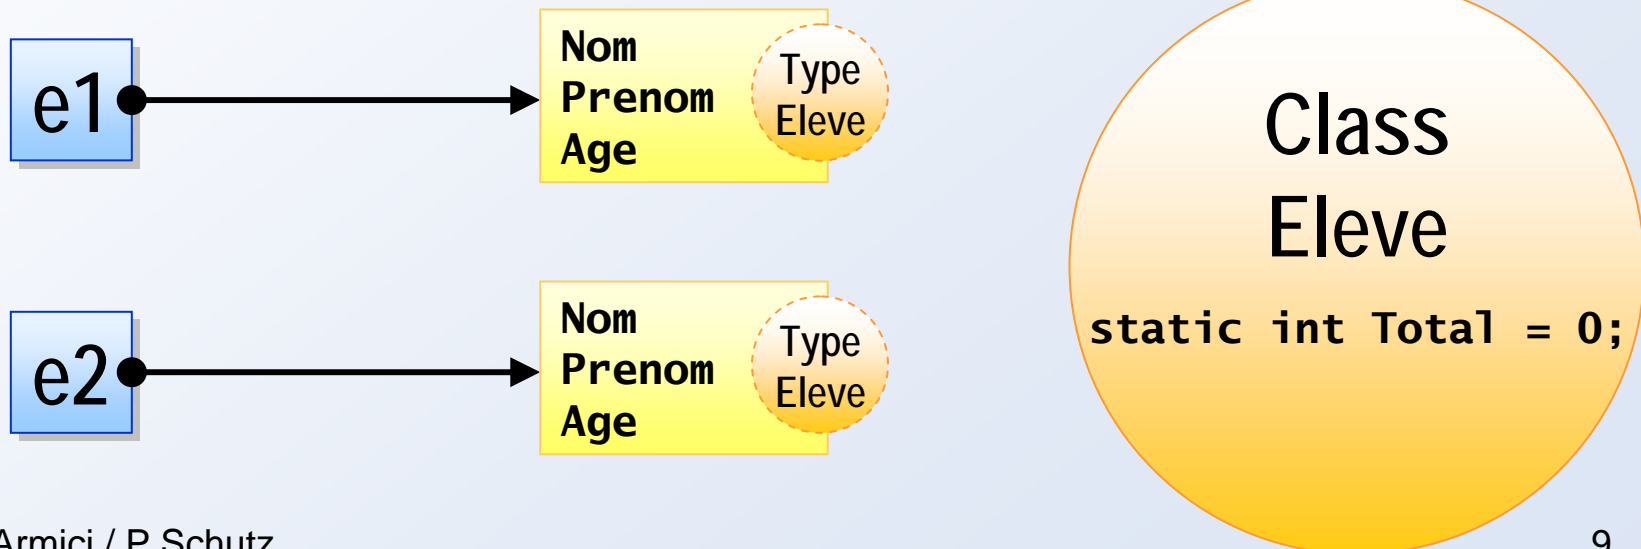 e1
Nom
Prenom
Age
Type
Eleve
e2
Nom
Prenom
Age
Type
Eleve
Class
Eleve
static int Total = 0;
Armici / P Schutz
9